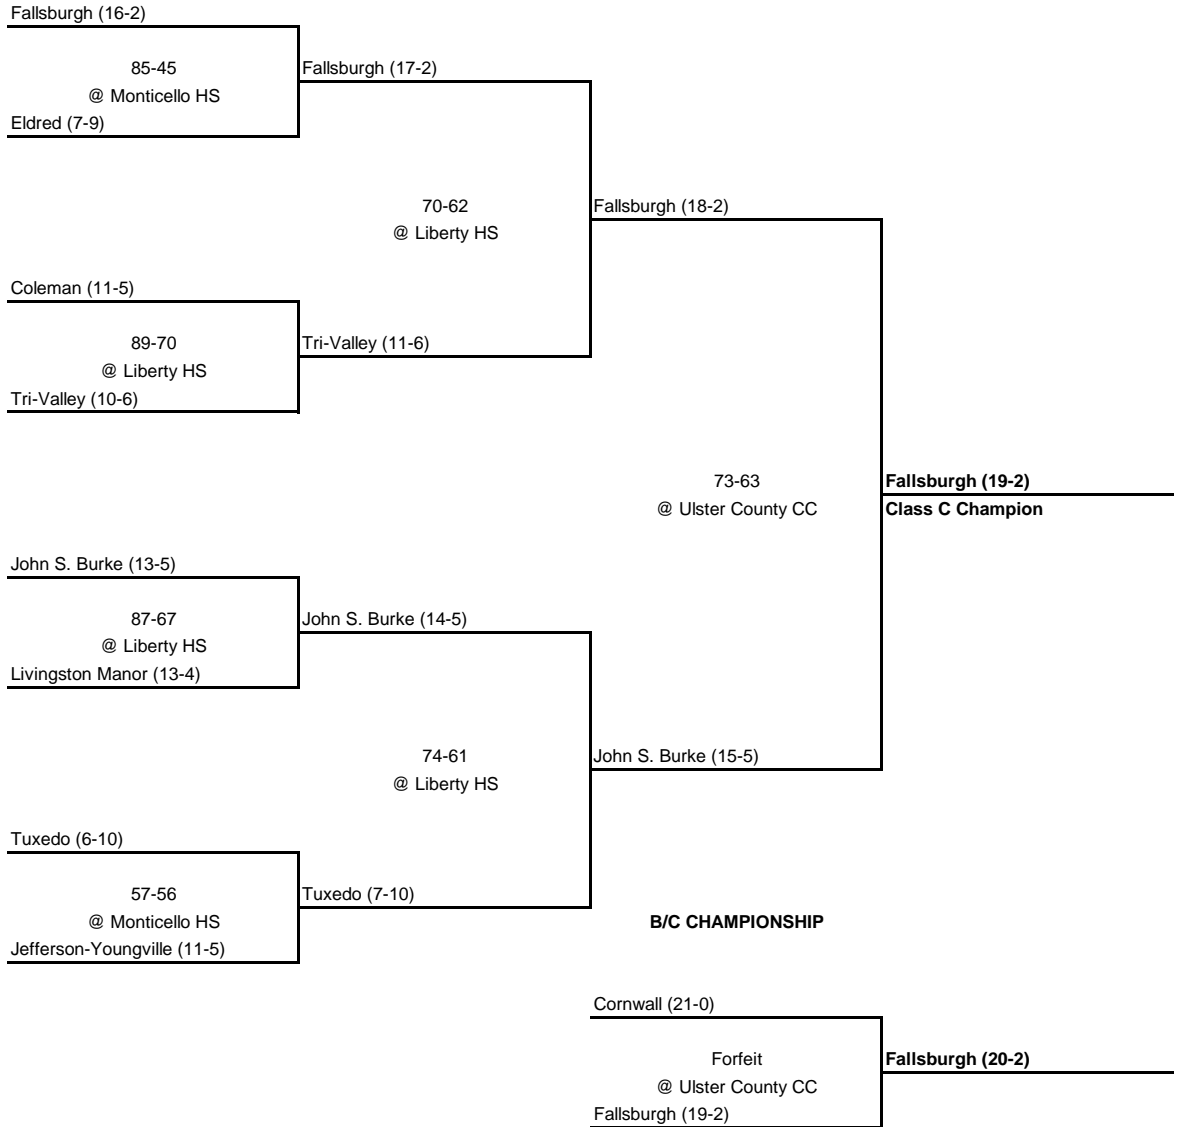 Fallsburgh (16-2)
85-45
Fallsburgh (17-2)
@ Monticello HS
Eldred (7-9)
70-62
Fallsburgh (18-2)
@ Liberty HS
Coleman (11-5)
89-70
Tri-Valley (11-6)
@ Liberty HS
Tri-Valley (10-6)
73-63
Fallsburgh (19-2)
@ Ulster County CC
Class C Champion
John S. Burke (13-5)
87-67
John S. Burke (14-5)
@ Liberty HS
Livingston Manor (13-4)
74-61
John S. Burke (15-5)
@ Liberty HS
Tuxedo (6-10)
57-56
Tuxedo (7-10)
@ Monticello HS
B/C CHAMPIONSHIP
Jefferson-Youngville (11-5)
Cornwall (21-0)
Forfeit
Fallsburgh (20-2)
@ Ulster County CC
Fallsburgh (19-2)